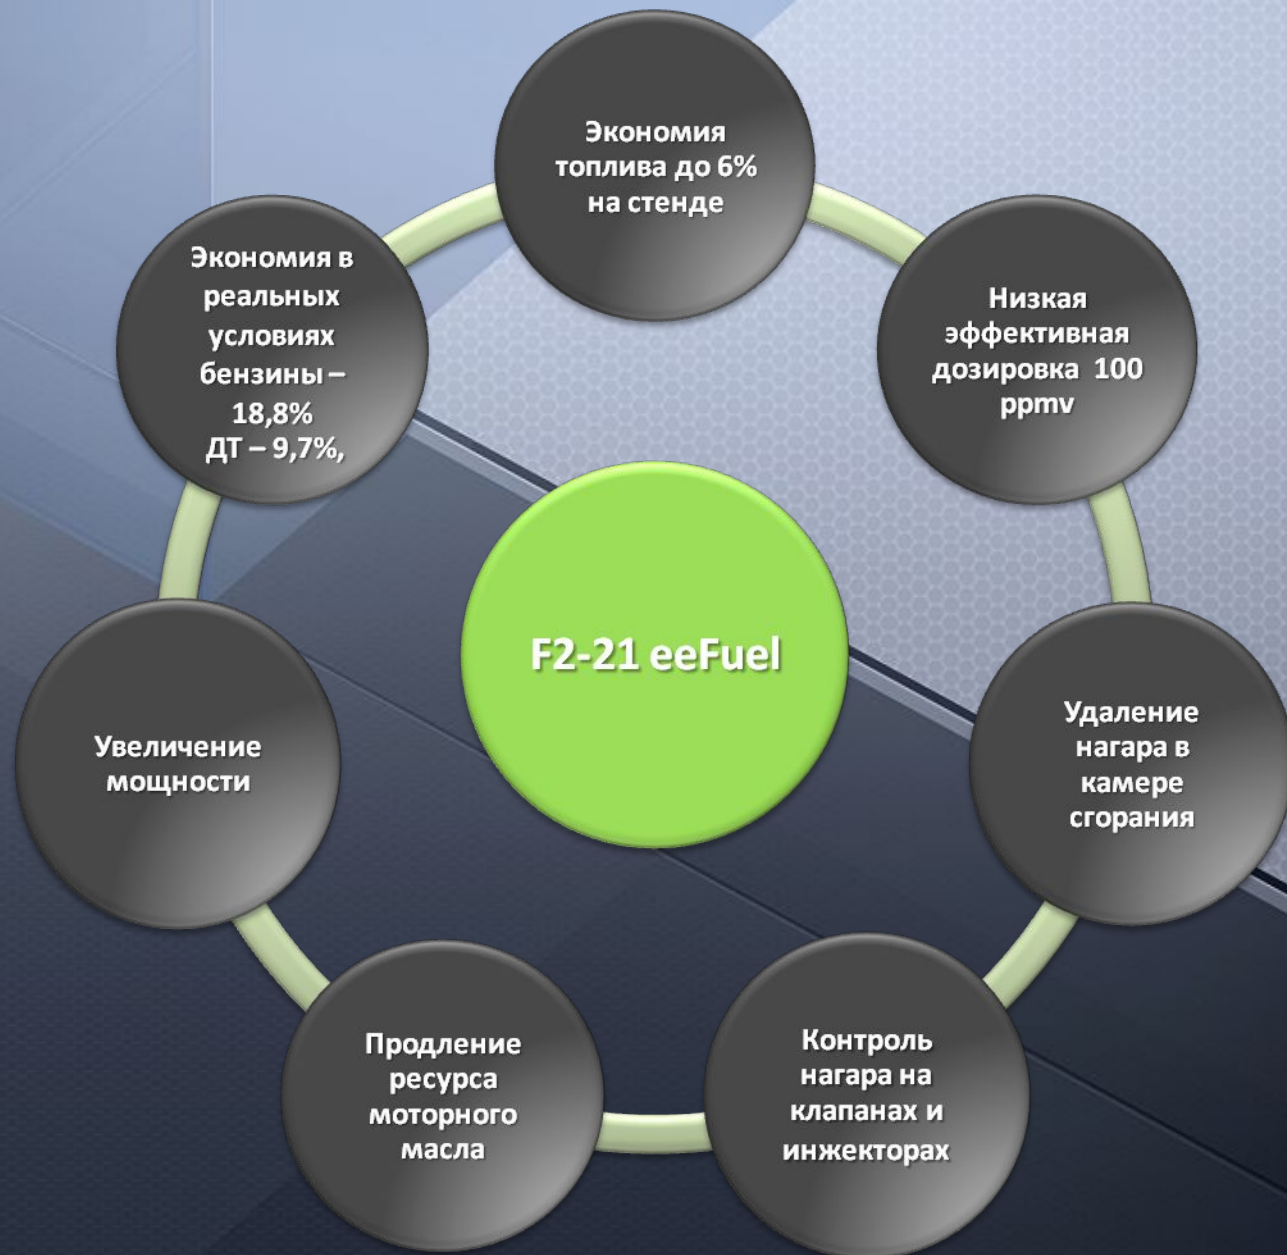 Экономия
топлива до 6%
на стенде
Низкая
эффективная
дозировка 100
ppmv
Удаление
нагара в
камере
сгорания
Контроль
нагара на
клапанах и
инжекторах
Продление
ресурса
моторного
масла
Увеличение
мощности
Экономия в
реальных
условиях
бензины –
18,8%
ДТ – 9,7%,
F2-21 eeFuel